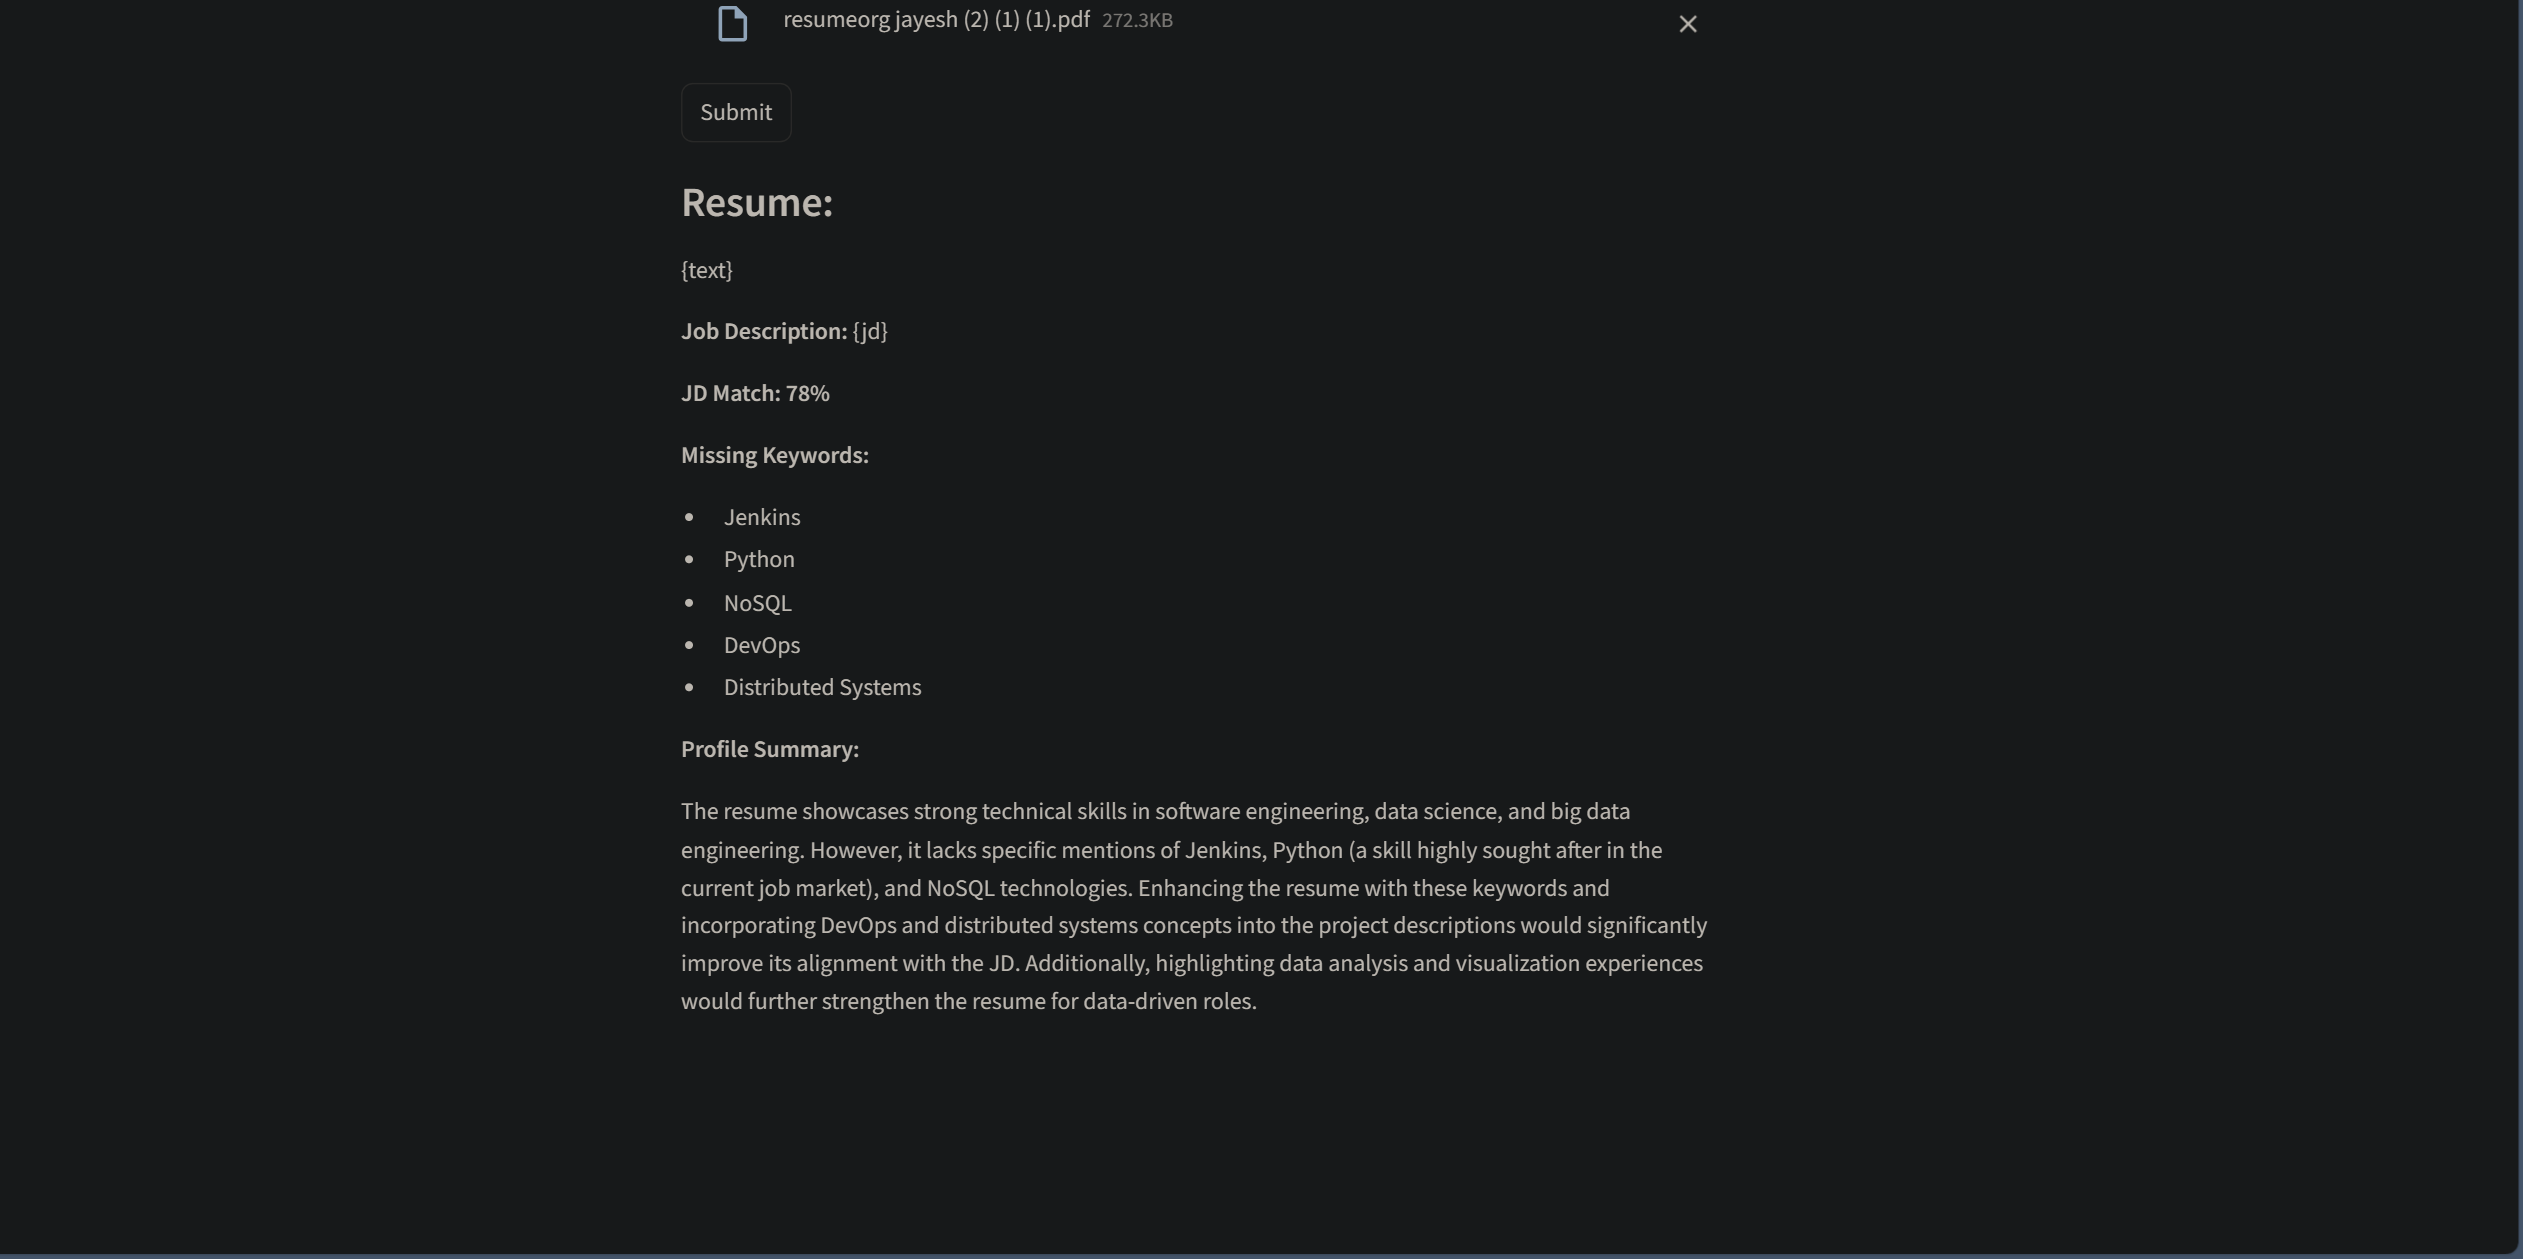 resumeorg jayesh (2) (1) (1).pdf 272.3KB
Submit
Resume:
{text}
Job Description: {jd}
JD Match: 78%
Missing Keywords:
Jenkins
Python
NoSQL
DevOps
Distributed Systems
Profile Summary:
The resume showcases strong technical skills in software engineering, data science, and big data
engineering. However, it lacks specific mentions of Jenkins, Python (a skill highly sought after in the
current job market), and NoSQL technologies. Enhancing the resume with these keywords and
incorporating DevOps and distributed systems concepts into the project descriptions would significantly
improve its alignment with the JD. Additionally, highlighting data analysis and visualization experiences
would further strengthen the resume for data-driven roles.